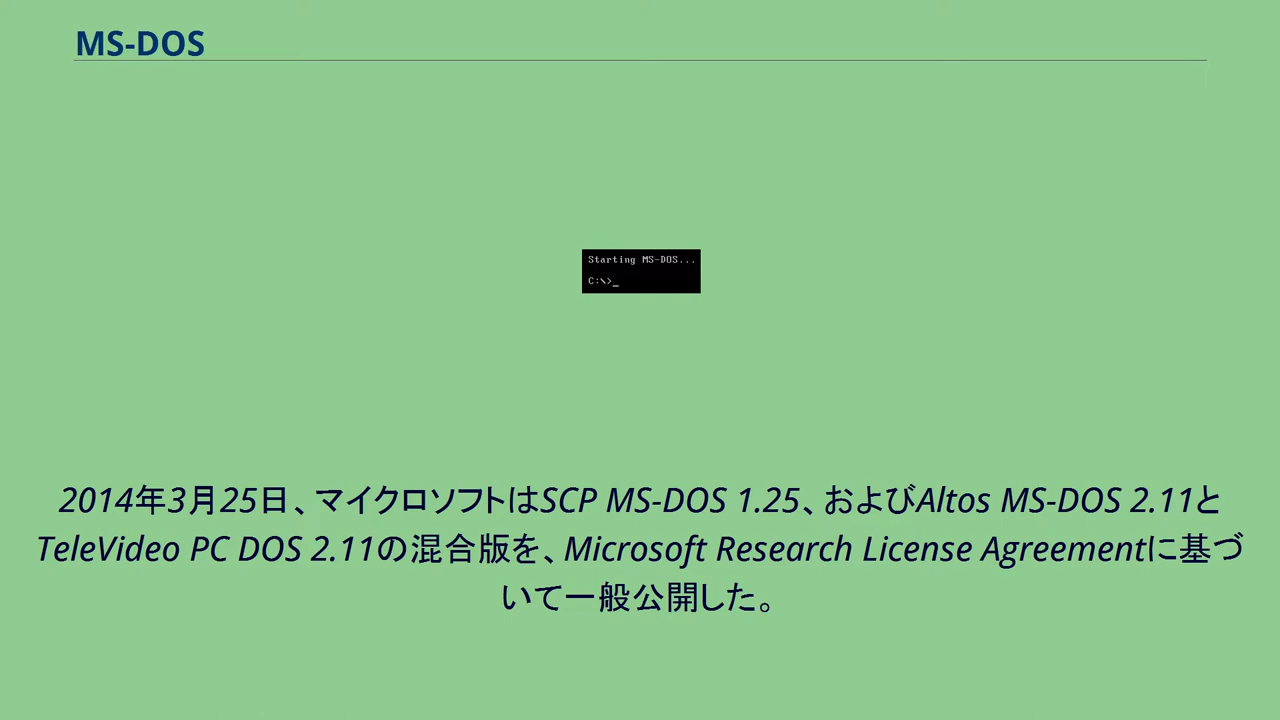 MS-DOS
Starting MS-DOS...
C:\>_
2014年3月25日、マイクロソフトはSCP MS-DOS 1.25、およびAltos MS-DOS 2.11と
TeleVideo PC DOS 2.11の混合版を、Microsoft Research License Agreementに基づ
いて一般公開した。